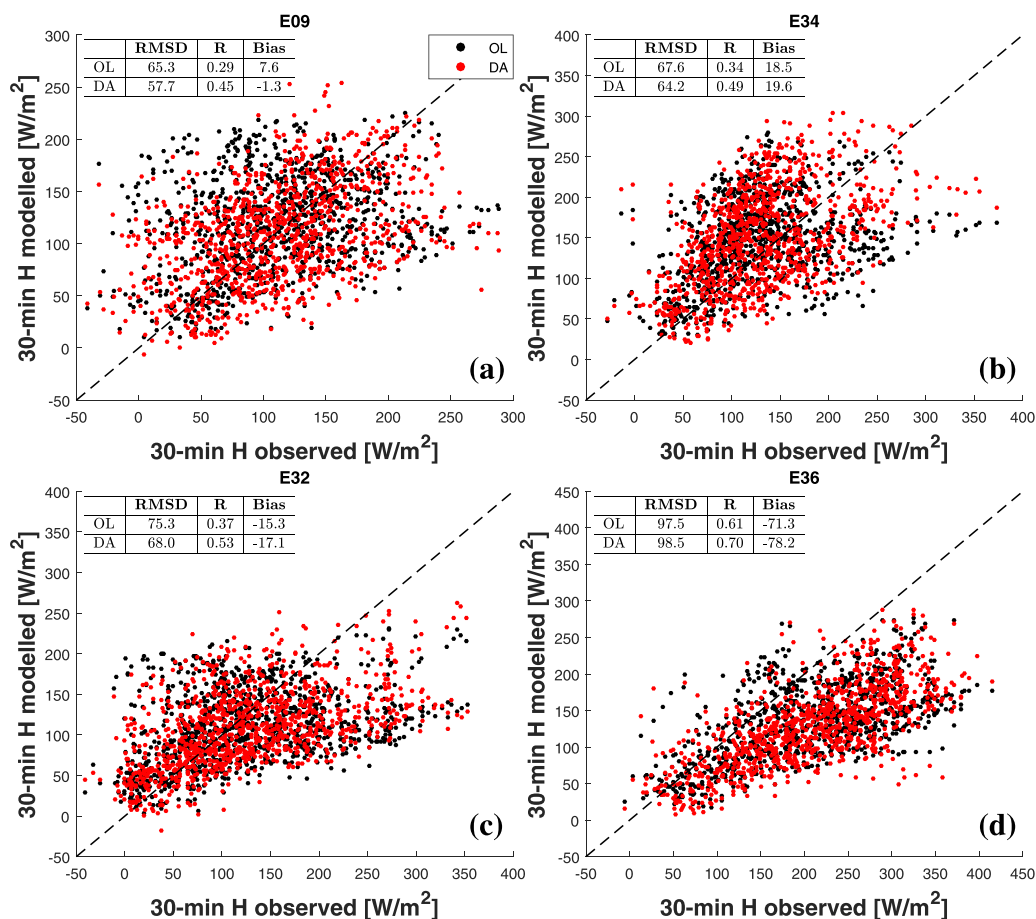 E09
RMSD R Bias
OL 65.3 0.29 7.6
DA 57.7 0.45 -1.3
OL
DA
300
250
200
150
100
50
0
-50
-50 0 50 100 150 200 250 300
30-min H modelled [W/m²]
30-min H observed [W/m²]
(a)
E34
RMSD R Bias
OL 67.6 0.34 18.5
DA 64.2 0.49 19.6
400
350
300
250
200
150
100
50
0
-50
-50 0 50 100 150 200 250 300 350 400
30-min H modelled [W/m²]
30-min H observed [W/m²]
(b)
E32
RMSD R Bias
OL 75.3 0.37 -15.3
DA 68.0 0.53 -17.1
400
350
300
250
200
150
100
50
0
-50
-50 0 50 100 150 200 250 300 350 400
30-min H modelled [W/m²]
30-min H observed [W/m²]
(c)
E36
RMSD R Bias
OL 97.5 0.61 -71.3
DA 98.5 0.70 -78.2
450
400
350
300
250
200
150
100
50
0
-50
-50 0 50 100 150 200 250 300 350 400 450
30-min H modelled [W/m²]
30-min H observed [W/m²]
(d)